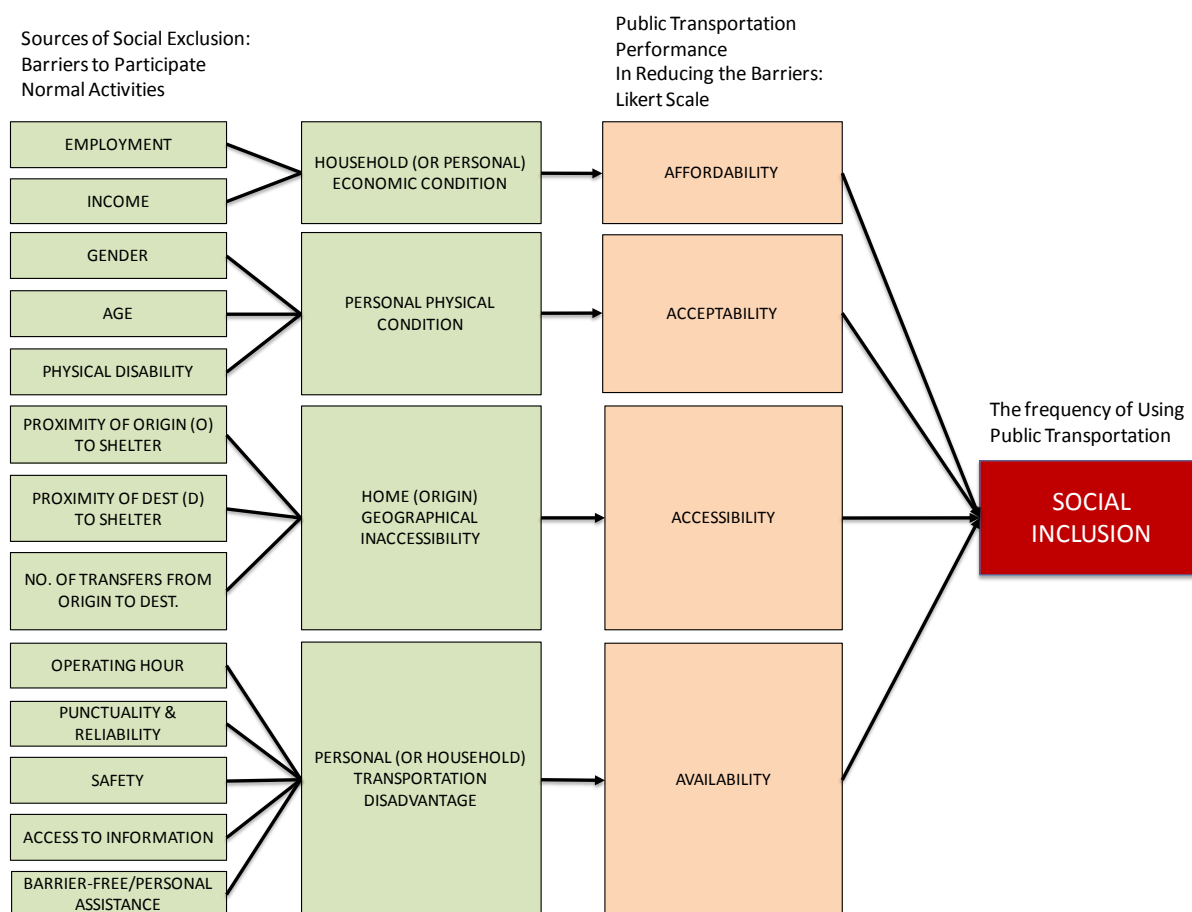 Sources of Social Exclusion:
Barriers to Participate
Normal Activities
Public Transportation
Performance
In Reducing the Barriers:
Likert Scale
EMPLOYMENT
INCOME
HOUSEHOLD (OR PERSONAL)
ECONOMIC CONDITION
AFFORDABILITY
GENDER
AGE
PHYSICAL DISABILITY
PERSONAL PHYSICAL
CONDITION
ACCEPTABILITY
PROXIMITY OF ORIGIN (O)
TO SHELTER
PROXIMITY OF DEST (D)
TO SHELTER
NO. OF TRANSFERS FROM
ORIGIN TO DEST.
HOME (ORIGIN)
GEOGRAPHICAL
INACCESSIBILITY
ACCESSIBILITY
OPERATING HOUR
PUNCTUALITY &
RELIABILITY
SAFETY
ACCESS TO INFORMATION
BARRIER-FREE/PERSONAL
ASSISTANCE
PERSONAL (OR HOUSEHOLD)
TRANSPORTATION
DISADVANTAGE
AVAILABILITY
The frequency of Using
Public Transportation
SOCIAL
INCLUSION